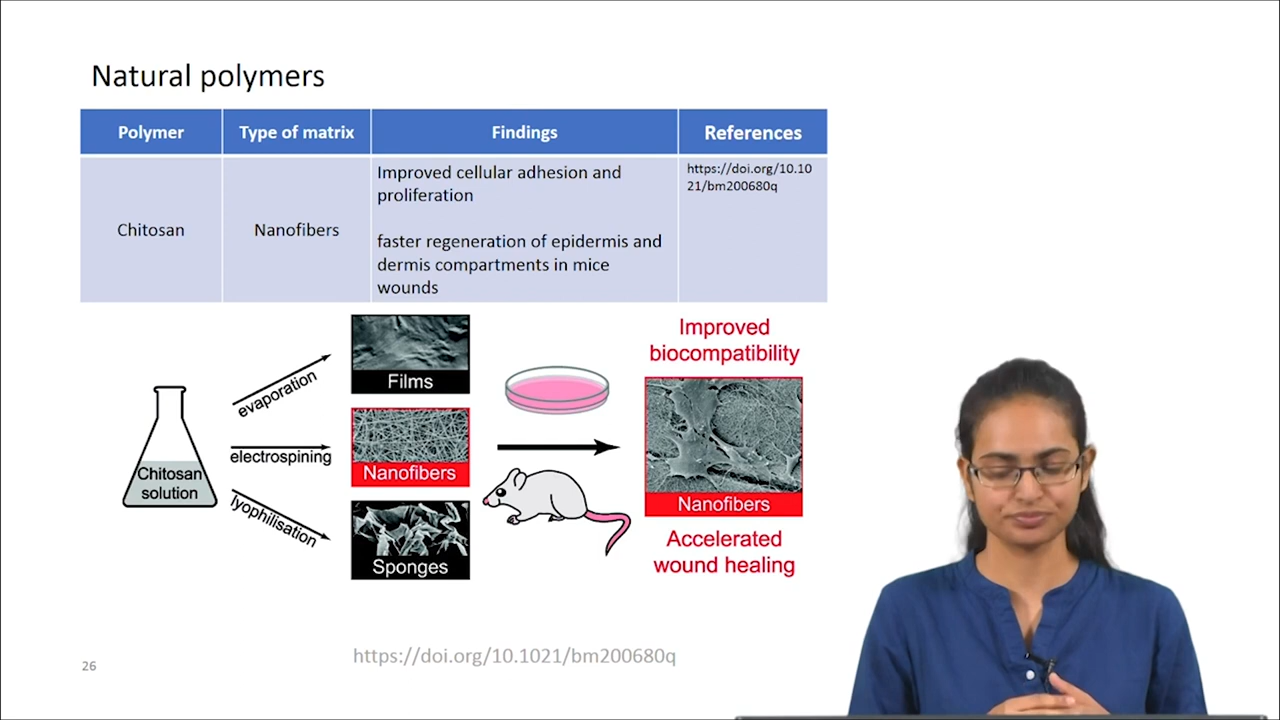 Natural polymers
Polymer
Type of matrix
Findings
References
Chitosan
Nanofibers
Improved cellular adhesion and
proliferation
faster regeneration of epidermis and
dermis compartments in mice
wounds
https://doi.org/10.10
21/bm200680q
Chitosan
solution
evaporation
electrospining
lyophilisation
Films
Nanofibers
Sponges
Improved
biocompatibility
Nanofibers
Accelerated
wound healing
https://doi.org/10.1021/bm200680q
26